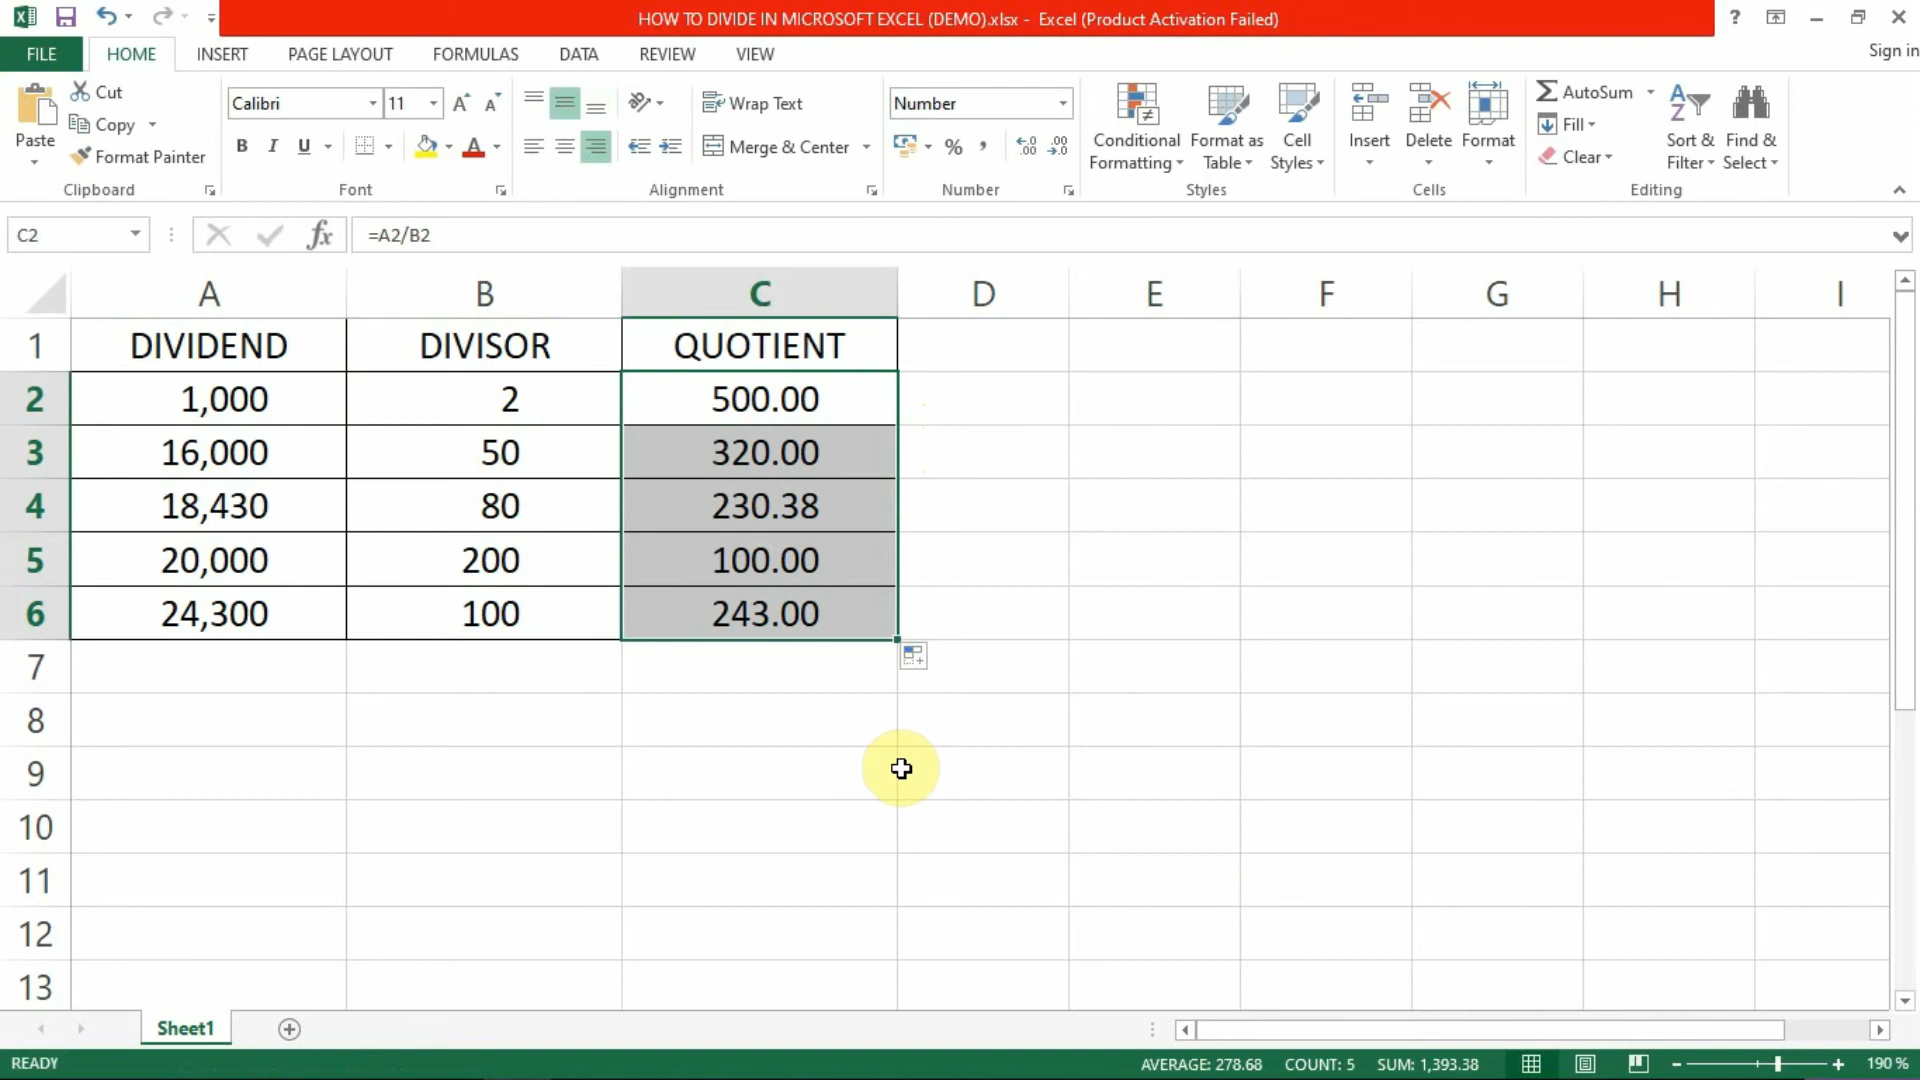 HOW TO DIVIDE IN MICROSOFT EXCEL (DEMO).xlsx - Excel (Product Activation Failed)
?
FILE HOME INSERT PAGE LAYOUT FORMULAS DATA REVIEW VIEW Sign in
Paste
Cut
Copy
Format Painter
Clipboard
Calibri 11
B I U
Font
Wrap Text
Merge & Center
Alignment
Number
%
Number
Conditional Formatting
Format as Table
Cell Styles
Styles
Insert Delete Format
Cells
AutoSum
Fill
Clear
Sort & Filter
Find & Select
Editing
C2 fx =A2/B2
A B C D E F G H I
1 DIVIDEND DIVISOR QUOTIENT
2 1,000 2 500.00
3 16,000 50 320.00
4 18,430 80 230.38
5 20,000 200 100.00
6 24,300 100 243.00
7
8
9
10
11
12
13
Sheet1
READY AVERAGE: 278.68 COUNT: 5 SUM: 1,393.38 190 %